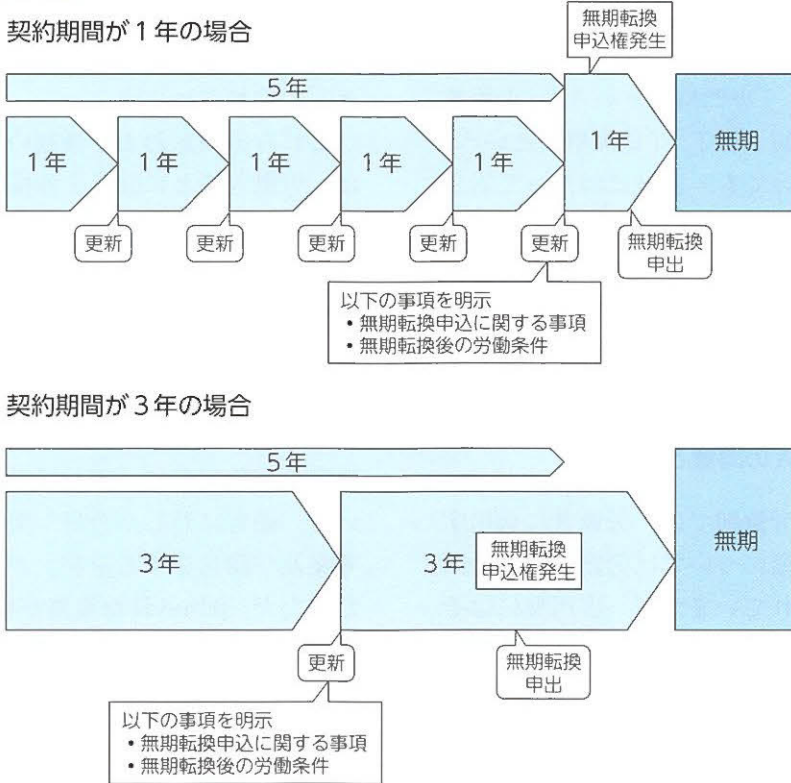 契約期間が1年の場合
無期転換
申込権発生
5年
1年
1年
1年
1年
1年
1年
無期
更新
更新
更新
更新
更新
無期転換
申出
以下の事項を明示
・無期転換申込に関する事項
・無期転換後の労働条件
契約期間が3年の場合
5年
3年
3年
無期転換
申込権発生
無期
更新
無期転換
申出
以下の事項を明示
・無期転換申込に関する事項
・無期転換後の労働条件